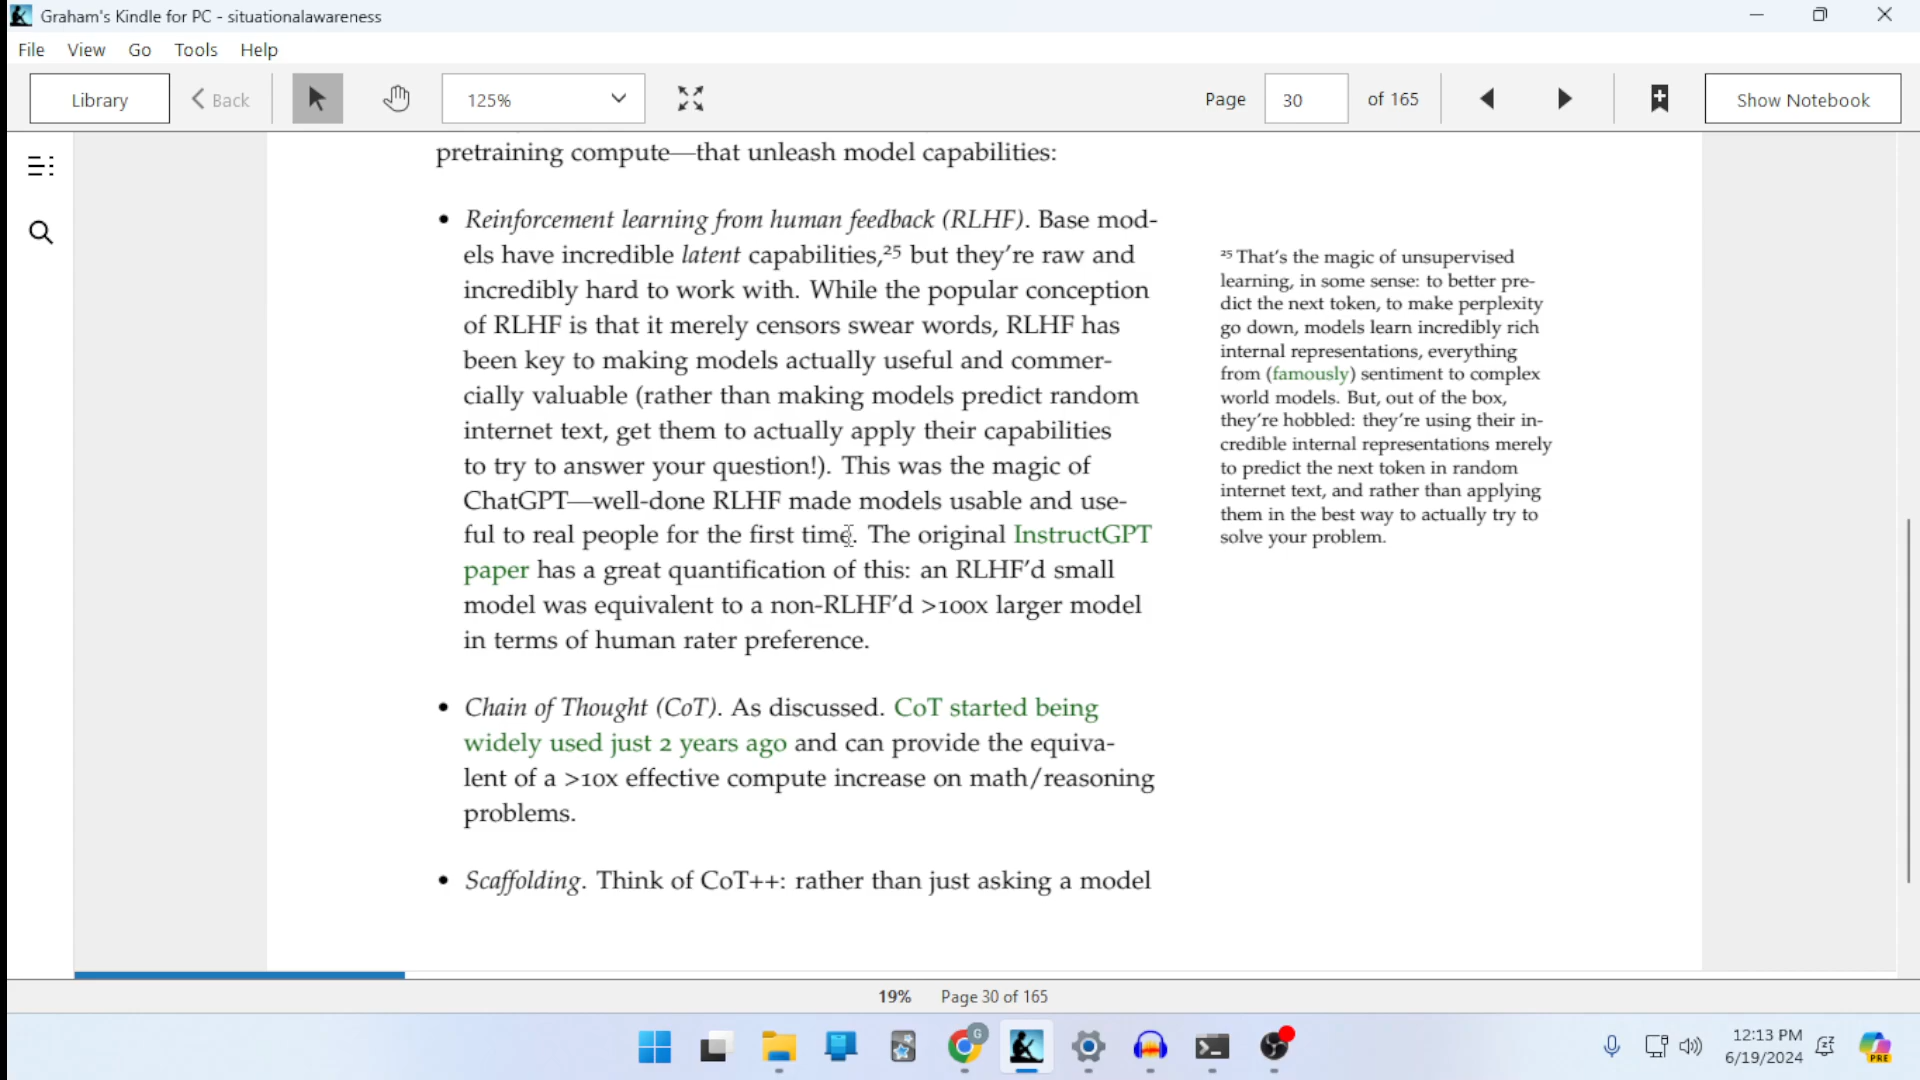 Graham's Kindle for PC - situationalawareness
File View Go Tools Help
Library Back 125% Page 30 of 165 Show Notebook
pretraining compute—that unleash model capabilities:
• Reinforcement learning from human feedback (RLHF). Base mod-
els have incredible latent capabilities,²⁵ but they're raw and
incredibly hard to work with. While the popular conception
of RLHF is that it merely censors swear words, RLHF has
been key to making models actually useful and commer-
cially valuable (rather than making models predict random
internet text, get them to actually apply their capabilities
to try to answer your question!). This was the magic of
ChatGPT—well-done RLHF made models usable and use-
ful to real people for the first time. The original InstructGPT
paper has a great quantification of this: an RLHF'd small
model was equivalent to a non-RLHF'd >100x larger model
in terms of human rater preference.
• Chain of Thought (CoT). As discussed. CoT started being
widely used just 2 years ago and can provide the equiva-
lent of a >10x effective compute increase on math/reasoning
problems.
• Scaffolding. Think of CoT++: rather than just asking a model
²⁵ That's the magic of unsupervised
learning, in some sense: to better pre-
dict the next token, to make perplexity
go down, models learn incredibly rich
internal representations, everything
from (famously) sentiment to complex
world models. But, out of the box,
they're hobbled: they're using their in-
credible internal representations merely
to predict the next token in random
internet text, and rather than applying
them in the best way to actually try to
solve your problem.
19% Page 30 of 165
G
12:13 PM
6/19/2024
PRE